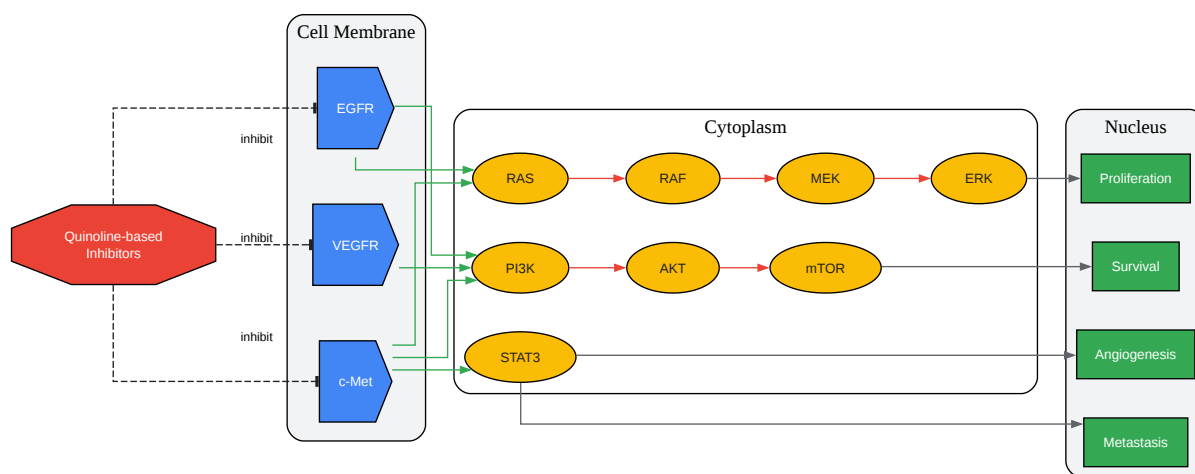 Cell Membrane
EGFR
inhibit
Cytoplasm
Nucleus
RAS
RAF
MEK
ERK
Proliferation
Quinoline-based
Inhibitors
inhibit
VEGFR
PI3K
AKT
mTOR
Survival
inhibit
c-Met
STAT3
Angiogenesis
Metastasis